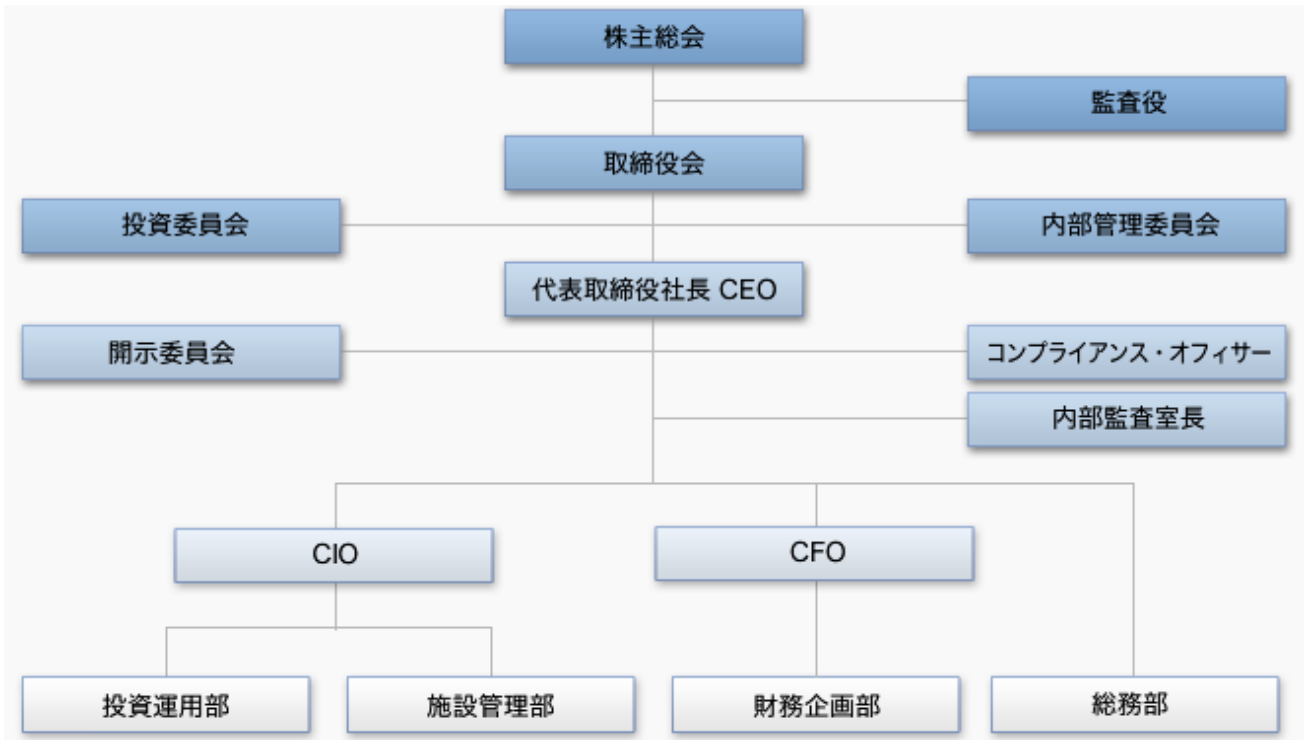 株主総会
監査役
取締役会
投資委員会
内部管理委員会
代表取締役社長 CEO
開示委員会
コンプライアンス・オフィサー
内部監査室長
CIO
CFO
投資運用部
施設管理部
財務企画部
総務部